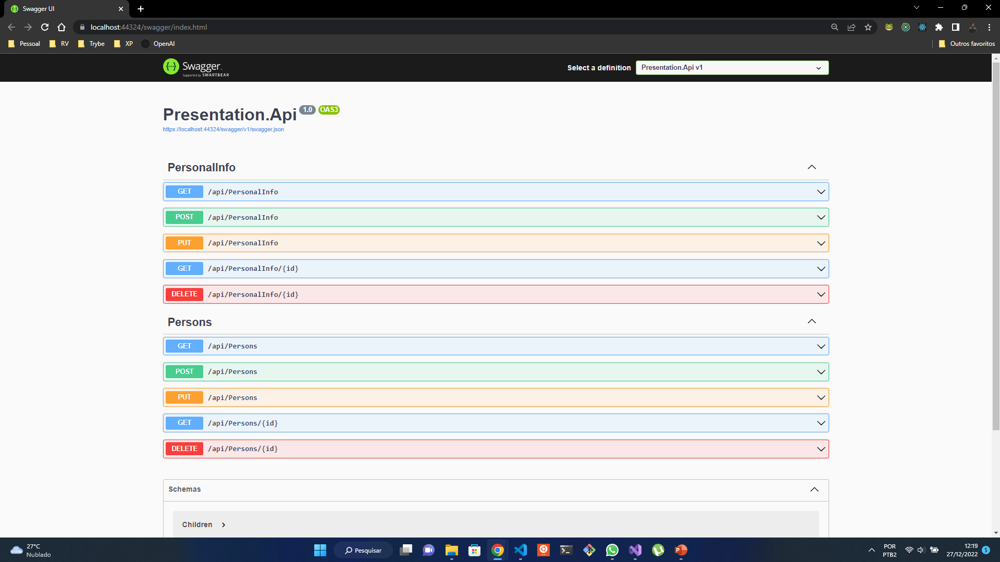 Swagger UI
localhost:44324/swagger/index.html
Pessoal
RV
Trybe
XP
OpenAI
Outros favoritos
Swagger
Supported by SMARTBEAR
Select a definition
Presentation.Api v1
Presentation.Api 1.0 OAS3
https://localhost:44324/swagger/v1/swagger.json
PersonalInfo
GET /api/PersonalInfo
POST /api/PersonalInfo
PUT /api/PersonalInfo
GET /api/PersonalInfo/{id}
DELETE /api/PersonalInfo/{id}
Persons
GET /api/Persons
POST /api/Persons
PUT /api/Persons
GET /api/Persons/{id}
DELETE /api/Persons/{id}
Schemas
Children
27°C
Nublado
Pesquisar
POR
PTB2
12:19
27/12/2022
5